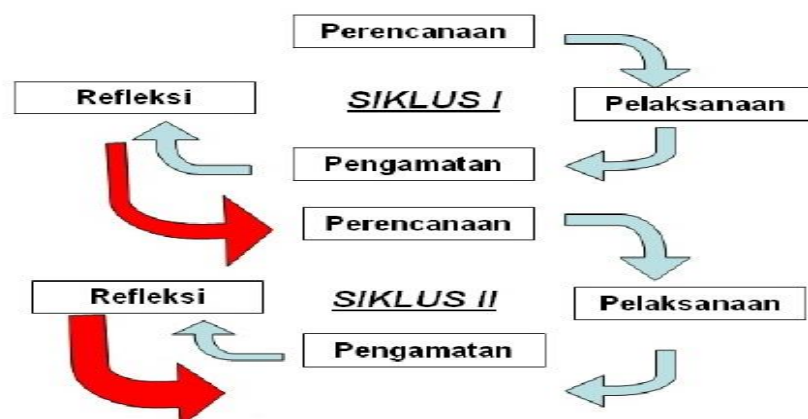 Perencanaan
Refleksi
SIKLUS I
Pelaksanaan
Pengamatan
Perencanaan
Refleksi
SIKLUS II
Pelaksanaan
Pengamatan